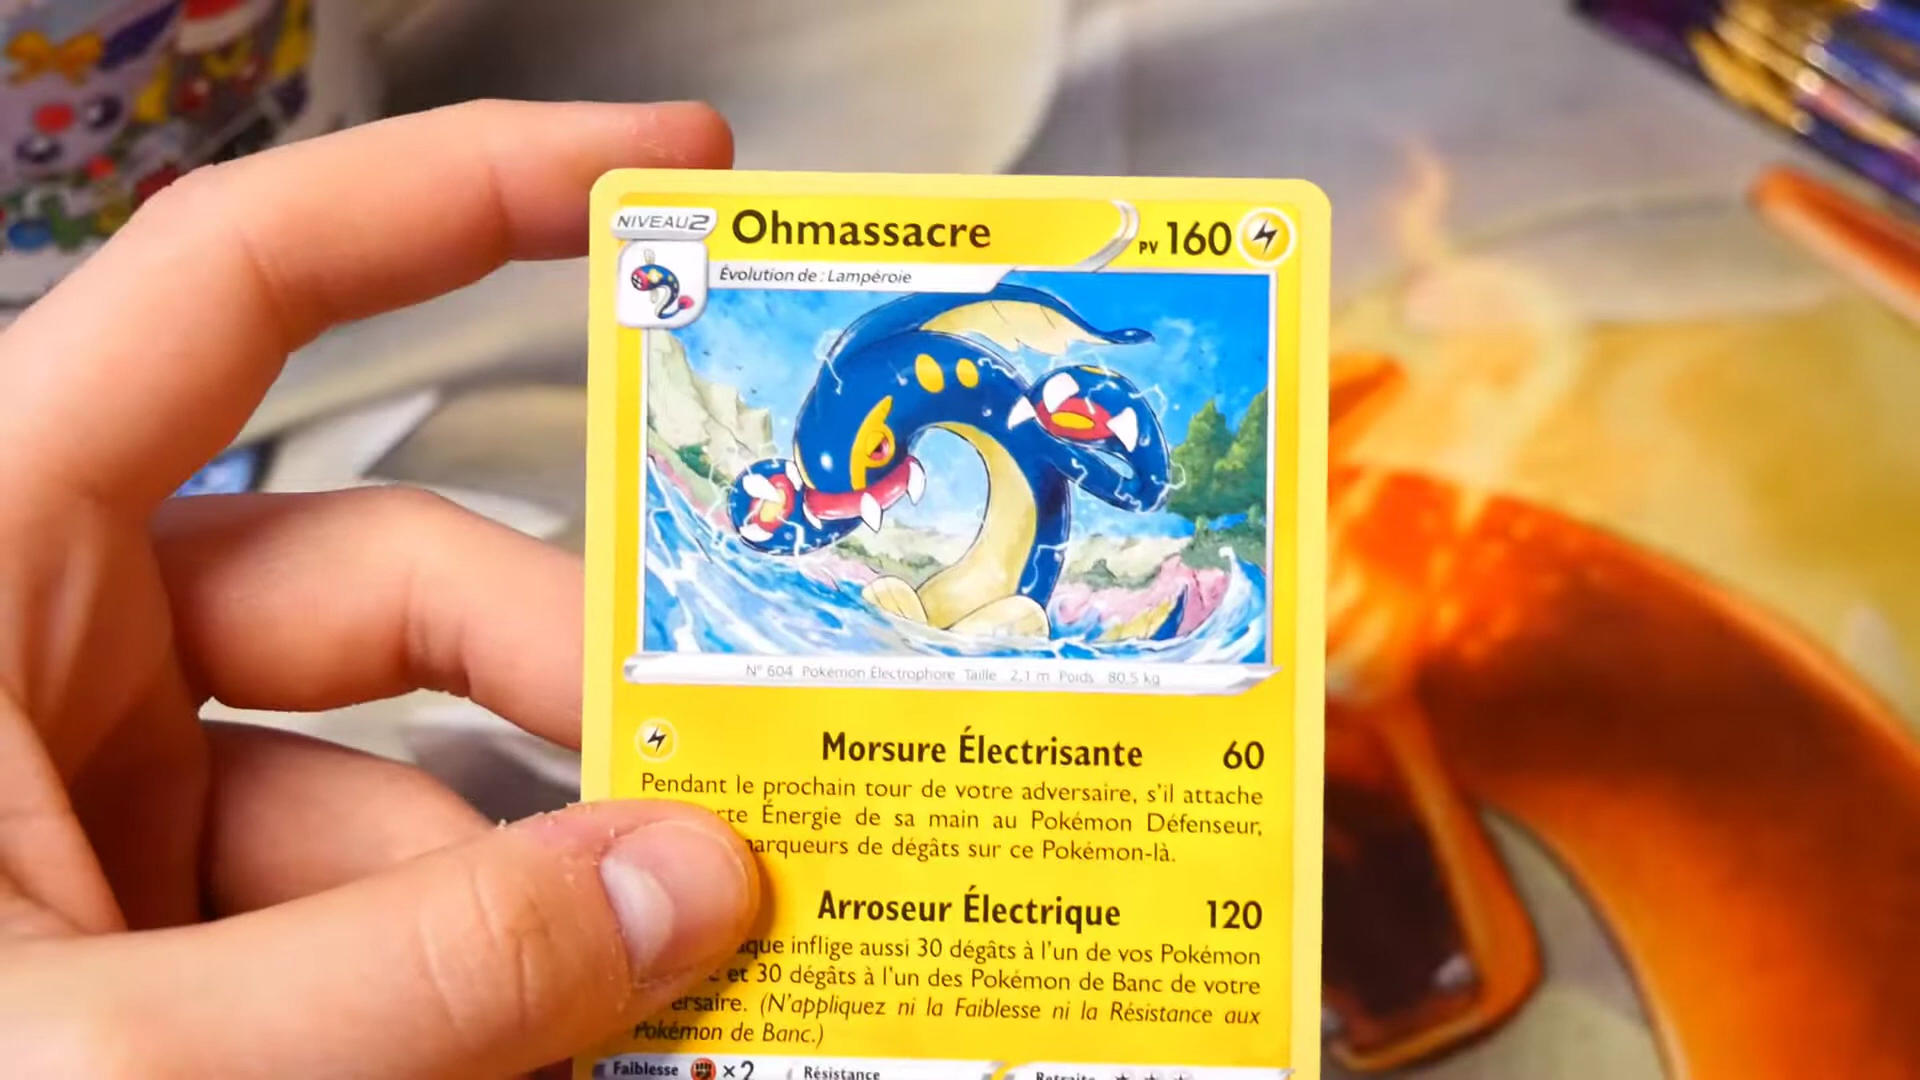 NIVEAU 2 Ohmassacre PV 160
Évolution de : Lampéroie
N° 604 Pokémon Électrophore Taille 2,1 m Poids 80,5 kg
Morsure Électrisante 60
Pendant le prochain tour de votre adversaire, s'il attache
Énergie de sa main au Pokémon Défenseur,
de dégâts sur ce Pokémon-là.
Arroseur Électrique 120
inflige aussi 30 dégâts à l'un de vos Pokémon
et 30 dégâts à l'un des Pokémon de Banc de votre
(N'appliquez ni la Faiblesse ni la Résistance aux
Pokémon de Banc.)
Faiblesse ×2 Résistance Retraite